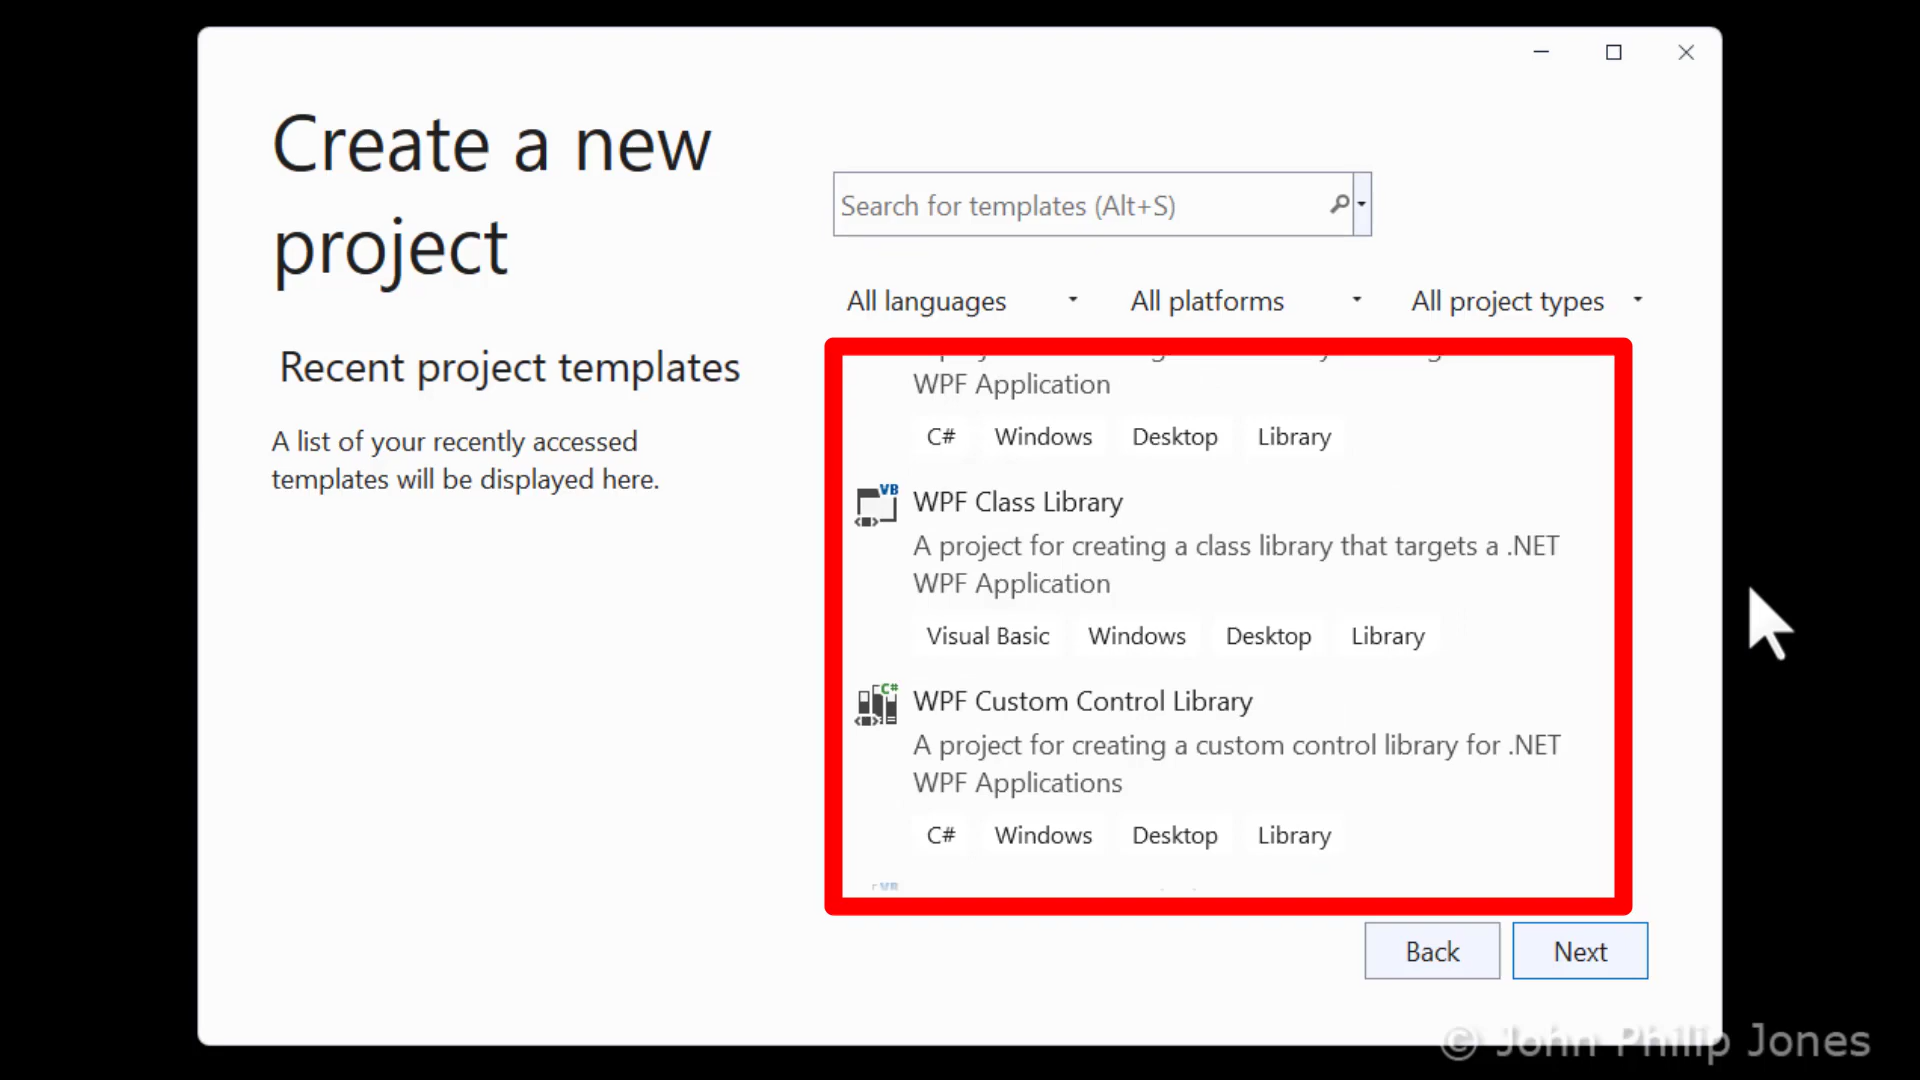 Create a new
project
Search for templates (Alt+S)
All languages
All platforms
All project types
Recent project templates
A list of your recently accessed
templates will be displayed here.
WPF Application
C# Windows Desktop Library
VB
WPF Class Library
A project for creating a class library that targets a .NET
WPF Application
Visual Basic Windows Desktop Library
C#
WPF Custom Control Library
A project for creating a custom control library for .NET
WPF Applications
C# Windows Desktop Library
VB
Back
Next
© John Philip Jones